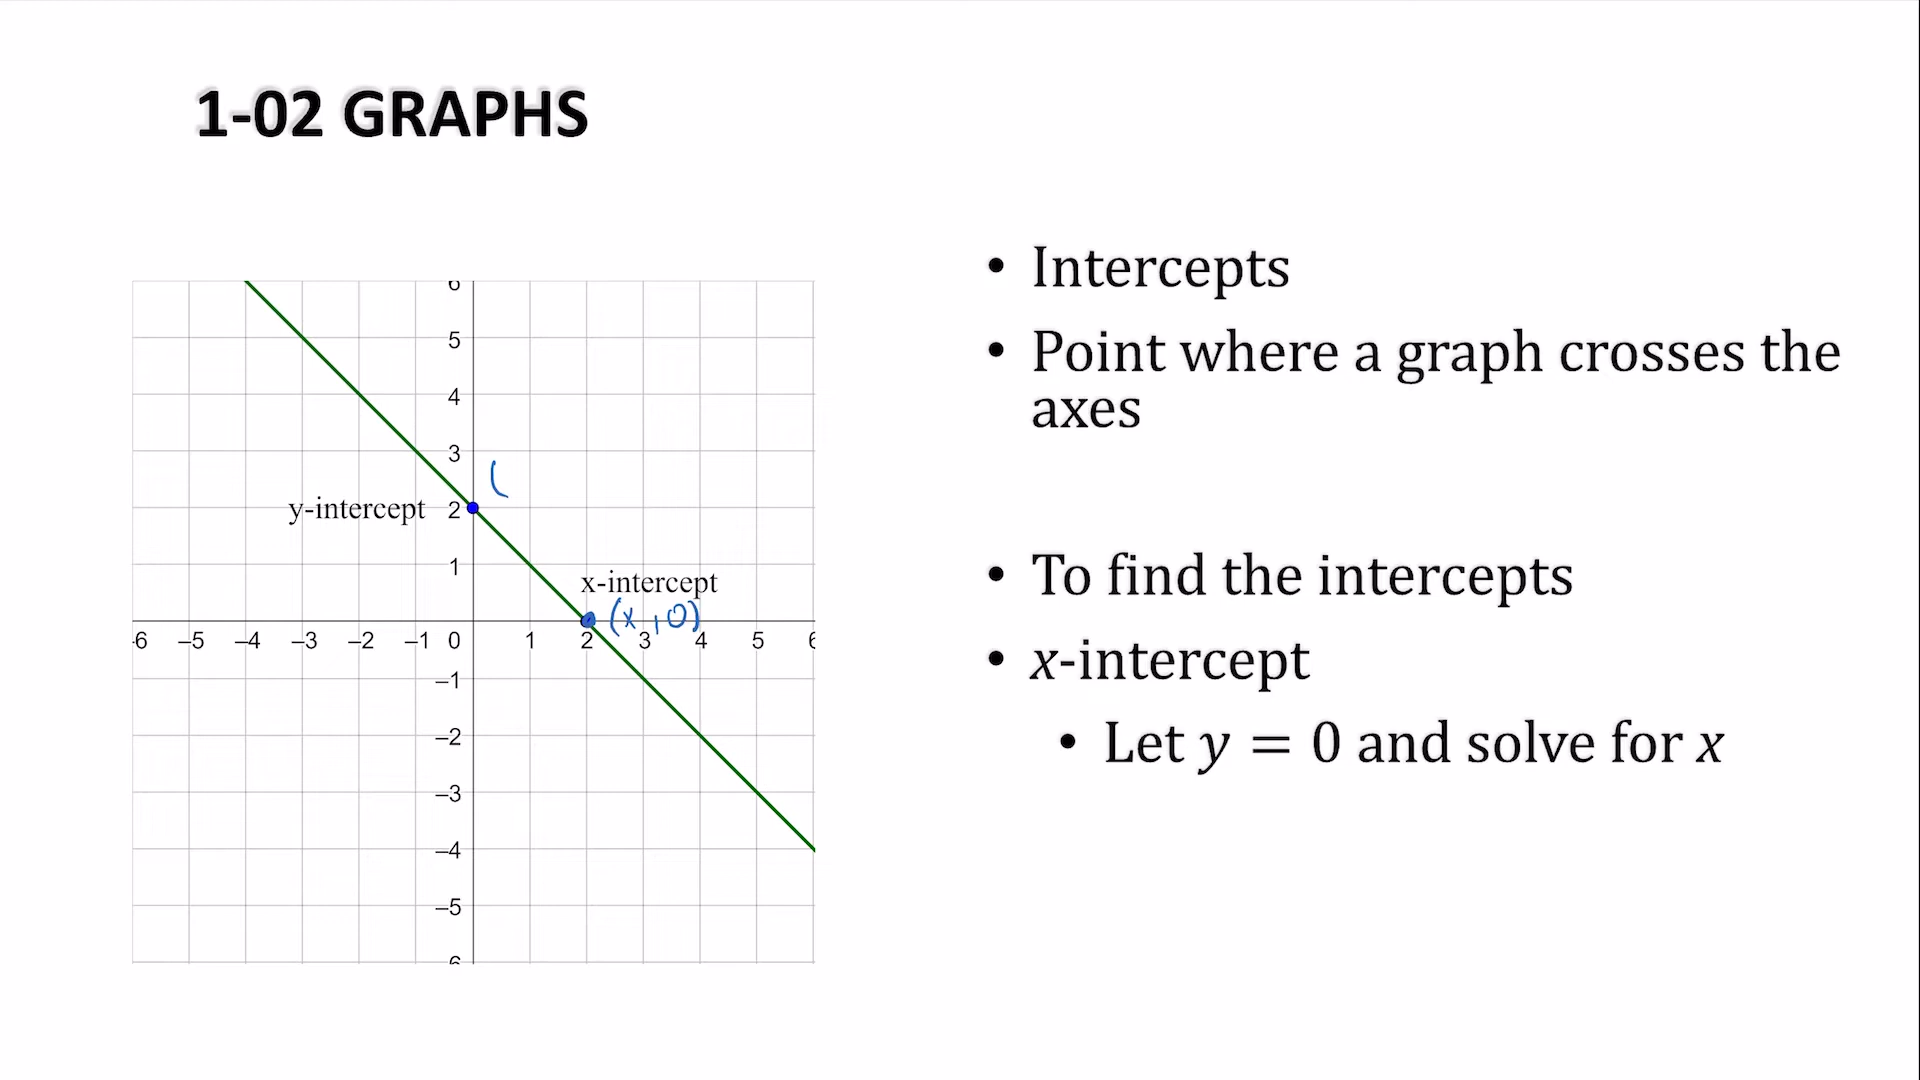 1-02 GRAPHS
• Intercepts
• Point where a graph crosses the
axes
• To find the intercepts
• x-intercept
• Let y = 0 and solve for x
6
5
4
3
(
y-intercept 2
1
x-intercept
(x, 0)
-6 –5 –4 –3 –2 –1 0 1 2 3 4 5 6
–1
–2
–3
–4
–5
6